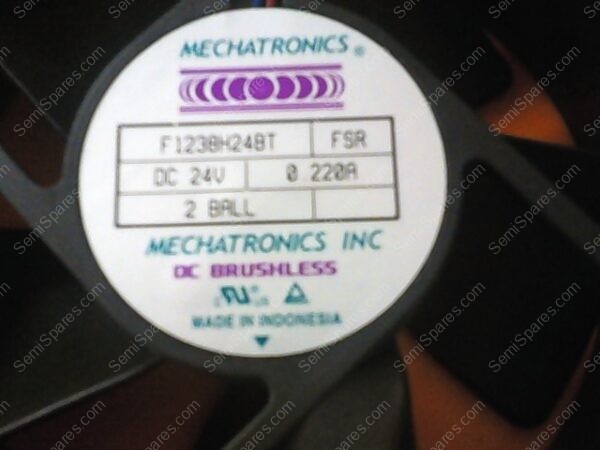 MECHATRONICS®
F1238H24BT FSR
DC 24V 0.220A
2 BALL
MECHATRONICS INC
DC BRUSHLESS
MADE IN INDONESIA
SemiSpares.com